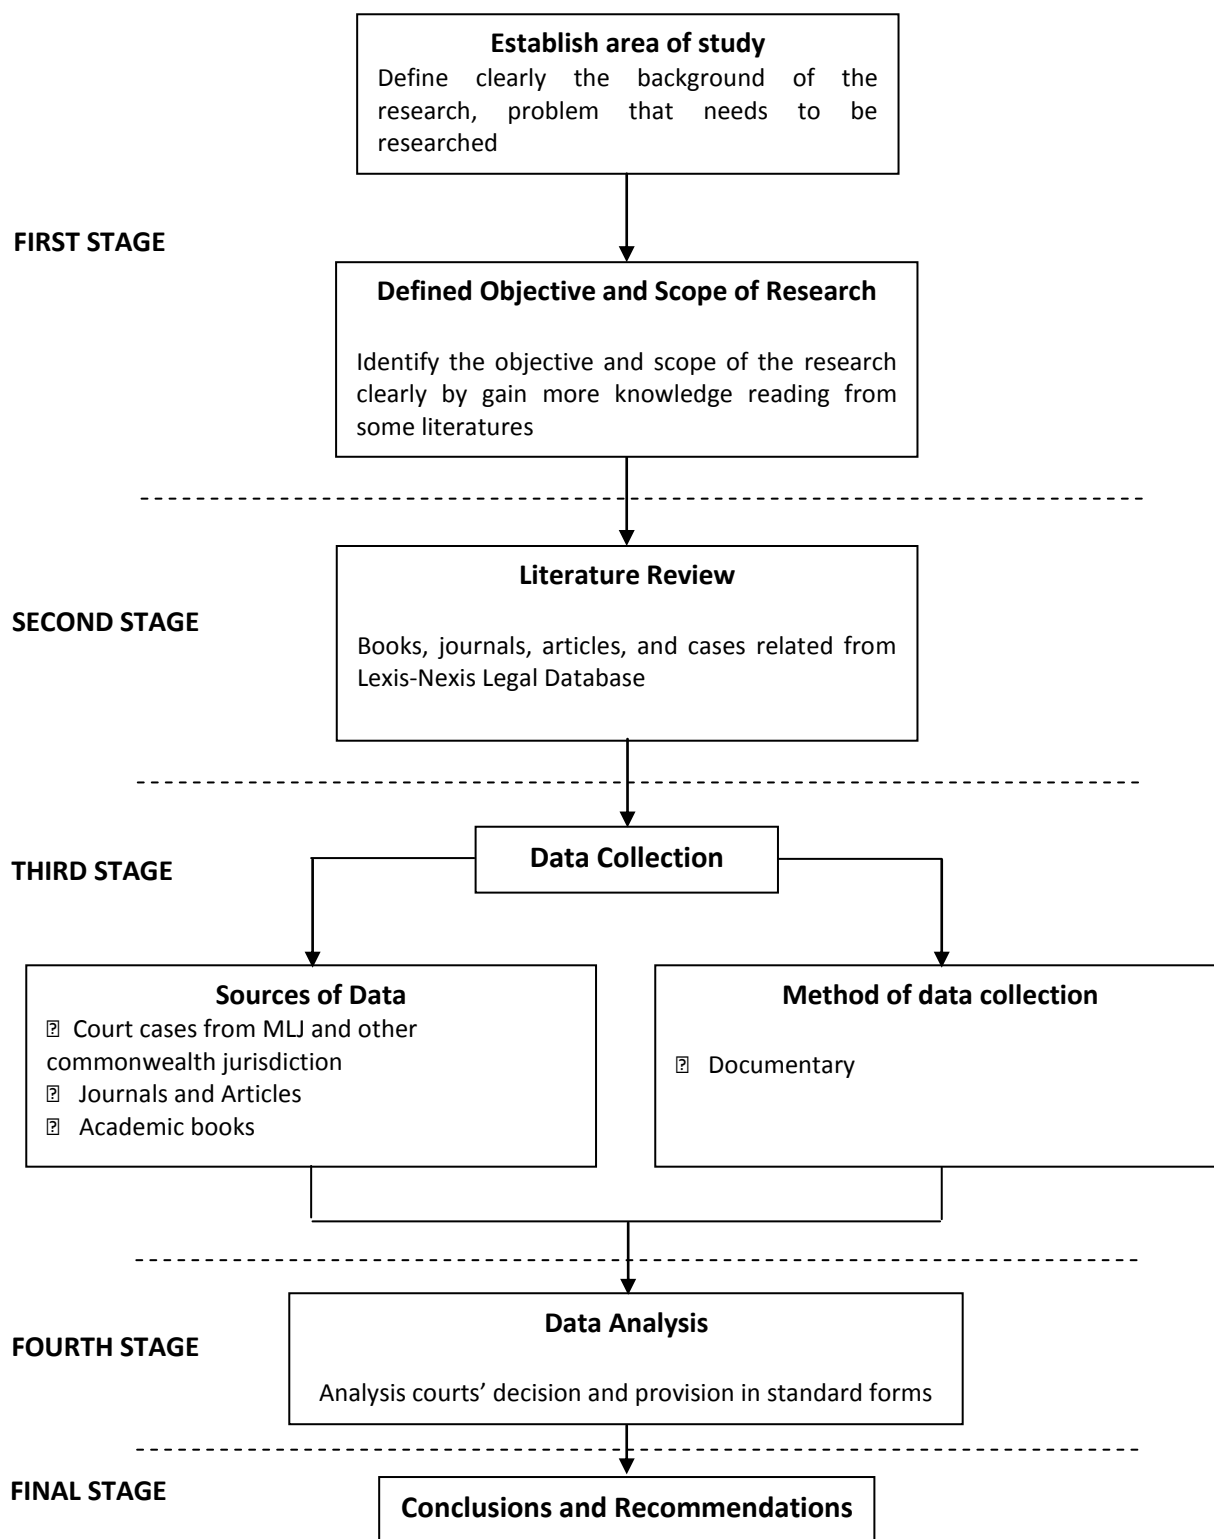 Establish area of study
Define clearly the background of the
research, problem that needs to be
researched
FIRST STAGE
Defined Objective and Scope of Research
Identify the objective and scope of the research
clearly by gain more knowledge reading from
some literatures
Literature Review
SECOND STAGE
Books, journals, articles, and cases related from
Lexis-Nexis Legal Database
Data Collection
THIRD STAGE
Sources of Data
⍰ Court cases from MLJ and other
commonwealth jurisdiction
⍰ Journals and Articles
⍰ Academic books
Method of data collection
⍰ Documentary
Data Analysis
FOURTH STAGE
Analysis courts’ decision and provision in standard forms
FINAL STAGE
Conclusions and Recommendations